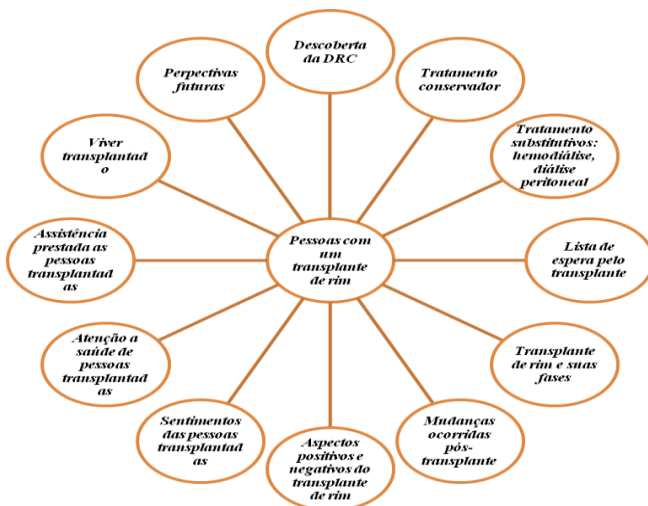 Descoberta
da DRC
Tratamento
conservador
Tratamento
substitutivos:
hemodiálise,
diálise
peritoneal
Lista de
espera pelo
transplante
Transplante
de rim e suas
fases
Mudanças
ocorridas
pós-
transplante
Aspectos
positivos e
negativos do
transplante
de rim
Sentimentos
das pessoas
transplantad
as
Atenção a
saúde de
pessoas
transplantad
as
Assistência
prestada as
pessoas
transplantad
as
Viver
transplantad
o
Perpectivas
futuras
Pessoas com
um
transplante
de rim